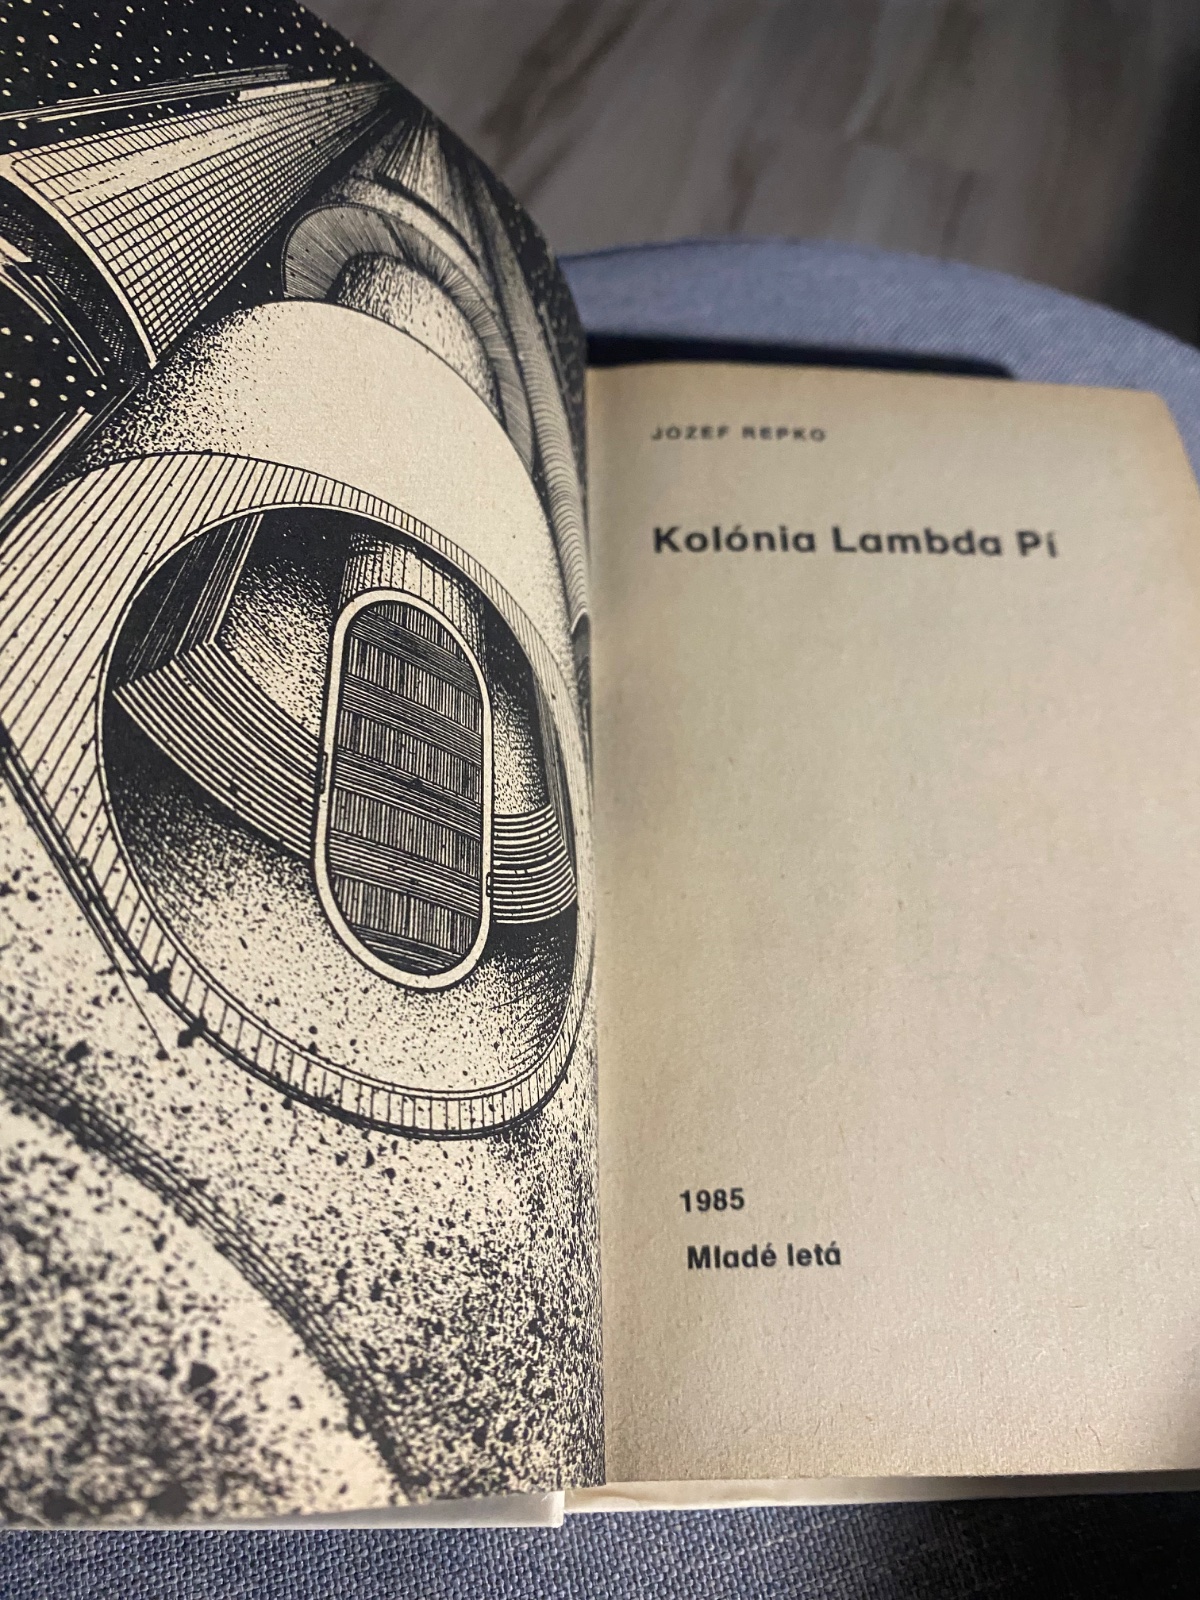 JOZEF REPKO
Kolónia Lambda Pí
1985
Mladé letá